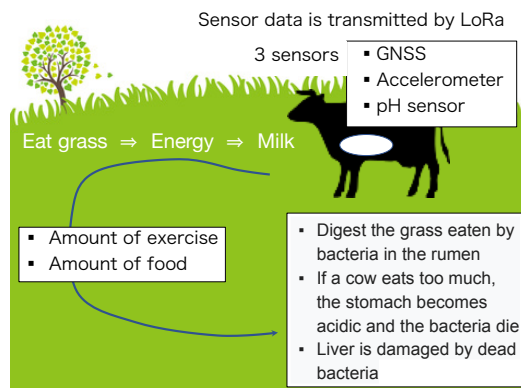 Sensor data is transmitted by LoRa
3 sensors
▪ GNSS
▪ Accelerometer
▪ pH sensor
Eat grass ⇒ Energy ⇒ Milk
▪ Amount of exercise
▪ Amount of food
▪ Digest the grass eaten by
bacteria in the rumen
▪ If a cow eats too much,
the stomach becomes
acidic and the bacteria die
▪ Liver is damaged by dead
bacteria